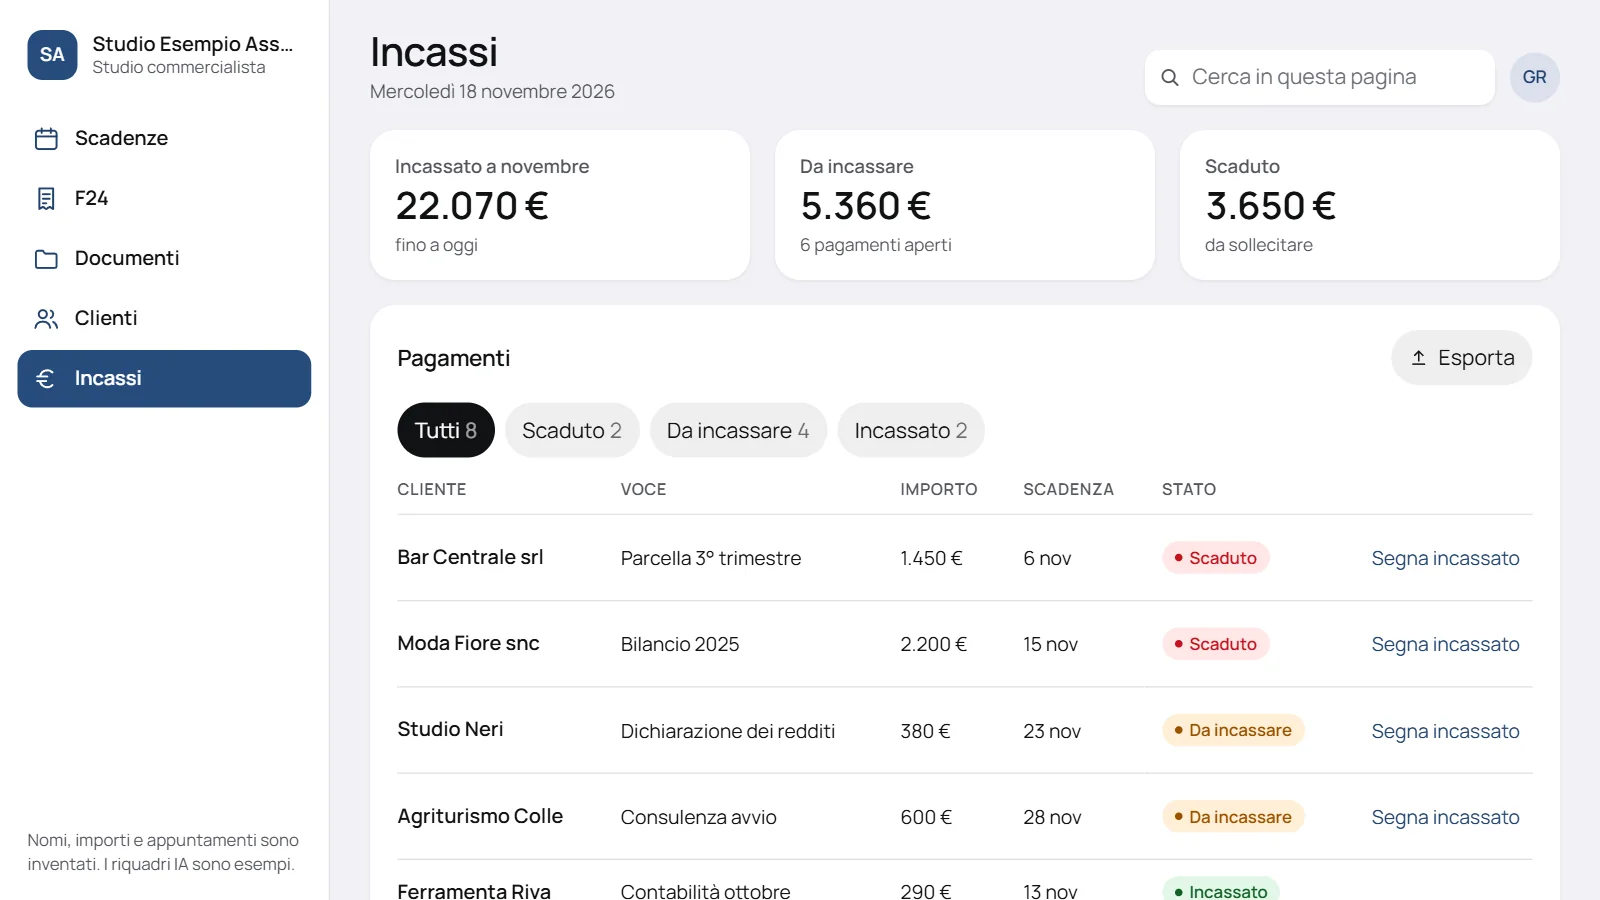 SA
Studio Esempio Ass...
Studio commercialista
Scadenze
F24
Documenti
Clienti
Incassi
Nomi, importi e appuntamenti sono
inventati. I riquadri IA sono esempi.
Incassi
Mercoledì 18 novembre 2026
Cerca in questa pagina
GR
Incassato a novembre
22.070 €
fino a oggi
Da incassare
5.360 €
6 pagamenti aperti
Scaduto
3.650 €
da sollecitare
Pagamenti
Esporta
Tutti 8
Scaduto 2
Da incassare 4
Incassato 2
CLIENTE VOCE IMPORTO SCADENZA STATO
Bar Centrale srl Parcella 3° trimestre 1.450 € 6 nov Scaduto Segna incassato
Moda Fiore snc Bilancio 2025 2.200 € 15 nov Scaduto Segna incassato
Studio Neri Dichiarazione dei redditi 380 € 23 nov Da incassare Segna incassato
Agriturismo Colle Consulenza avvio 600 € 28 nov Da incassare Segna incassato
Ferramenta Riva Contabilità ottobre 290 € 13 nov Incassato